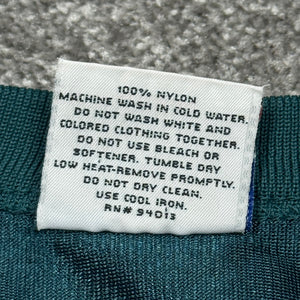 100% NYLON
MACHINE WASH IN COLD WATER.
DO NOT WASH WHITE AND
COLORED CLOTHING TOGETHER.
DO NOT USE BLEACH OR
SOFTENER. TUMBLE DRY
LOW HEAT-REMOVE PROMPTLY.
DO NOT DRY CLEAN.
USE COOL IRON.
RN# 94013